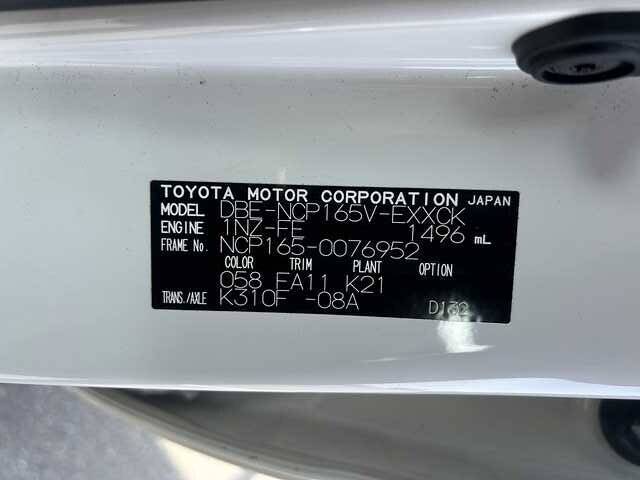 TOYOTA MOTOR CORPORATION JAPAN
MODEL DBE-NCP165V-EXXCK
ENGINE 1NZ-FE 1496 mL
FRAME No. NCP165-0076952
COLOR TRIM PLANT OPTION
058 FA11 K21
TRANS./AXLE K310F -08A D132